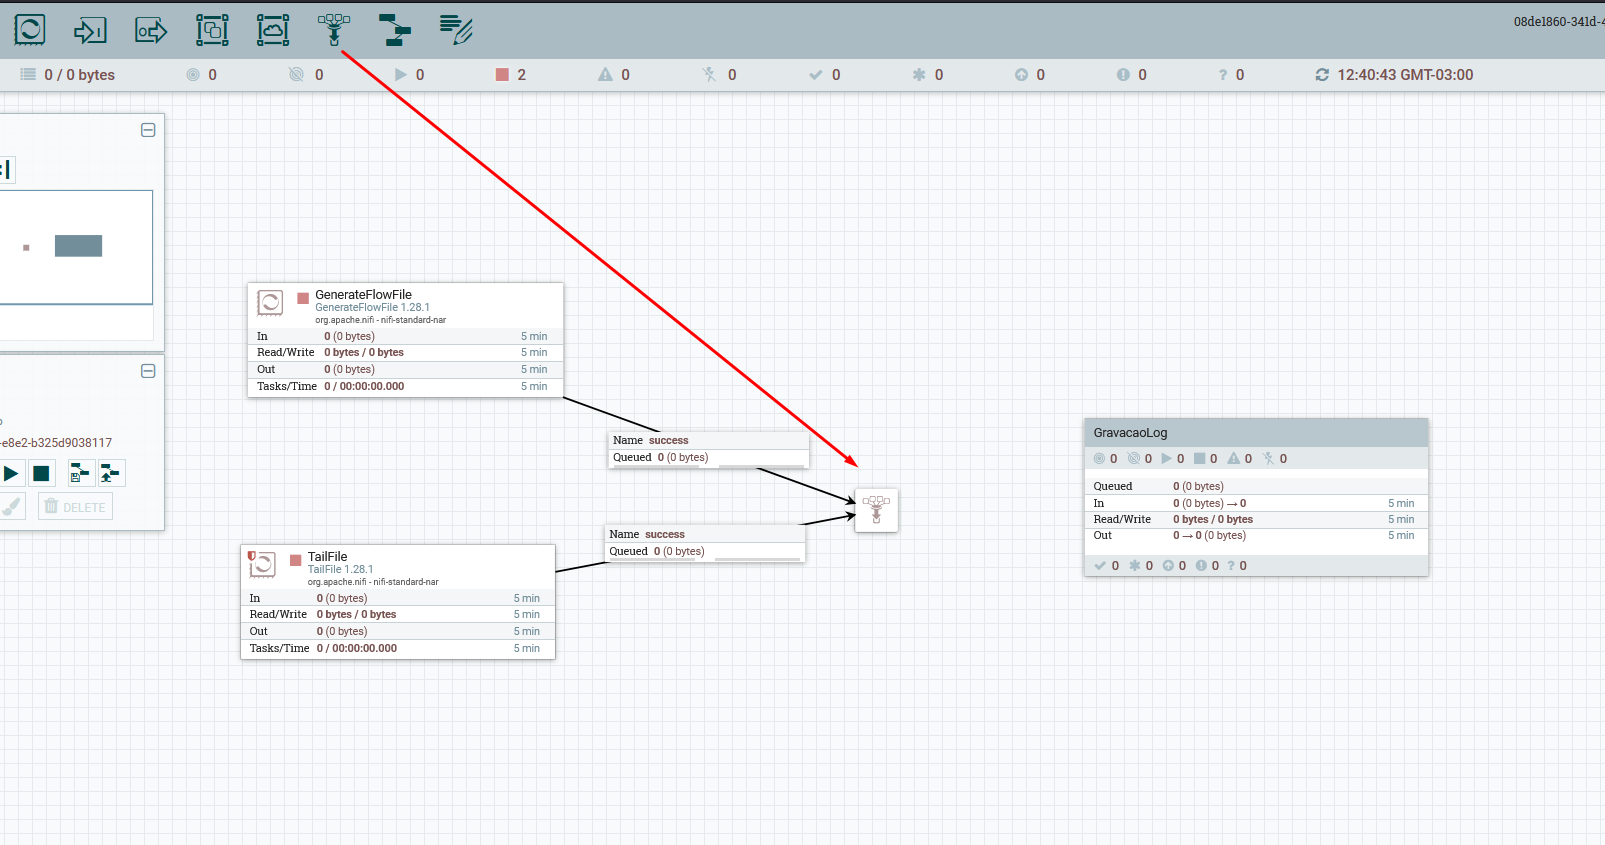 08de1860-341d-4
0 / 0 bytes 0 0 0 2 0 0 0 0 0 0 ? 0 12:40:43 GMT-03:00
GenerateFlowFile
GenerateFlowFile 1.28.1
org.apache.nifi - nifi-standard-nar
In 0 (0 bytes) 5 min
Read/Write 0 bytes / 0 bytes 5 min
Out 0 (0 bytes) 5 min
Tasks/Time 0 / 00:00:00.000 5 min
Name success
Queued 0 (0 bytes)
-e8e2-b325d9038117
DELETE
TailFile
TailFile 1.28.1
org.apache.nifi - nifi-standard-nar
In 0 (0 bytes) 5 min
Read/Write 0 bytes / 0 bytes 5 min
Out 0 (0 bytes) 5 min
Tasks/Time 0 / 00:00:00.000 5 min
Name success
Queued 0 (0 bytes)
GravacaoLog
0 0 0 0 0 0
Queued 0 (0 bytes)
In 0 (0 bytes) → 0 5 min
Read/Write 0 bytes / 0 bytes 5 min
Out 0 → 0 (0 bytes) 5 min
0 0 0 0 ? 0